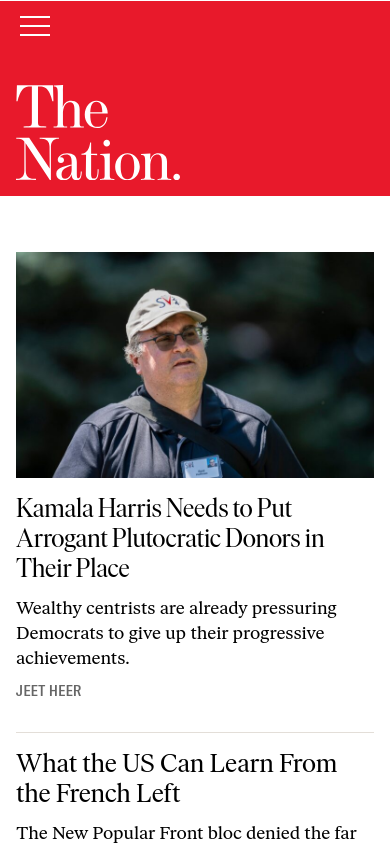 The
Nation.
SV
Kamala Harris Needs to Put
Arrogant Plutocratic Donors in
Their Place
Wealthy centrists are already pressuring
Democrats to give up their progressive
achievements.
JEET HEER
What the US Can Learn From
the French Left
The New Popular Front bloc denied the far